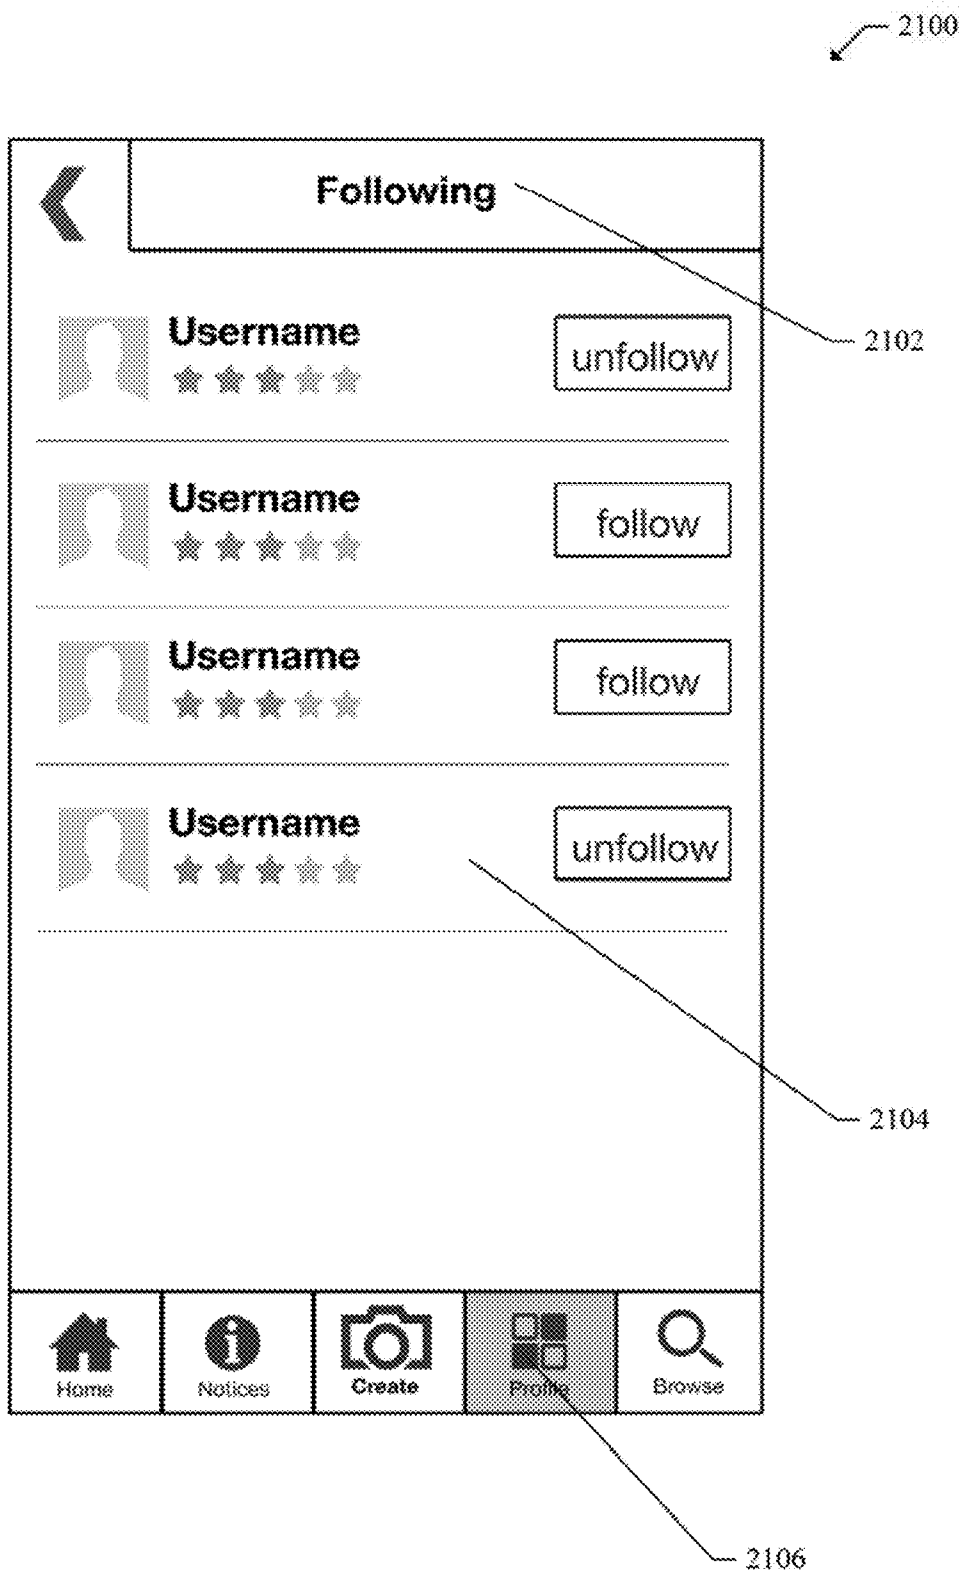 2100
Following
2102
Username
unfollow
Username
follow
Username
follow
Username
unfollow
2104
Home
Notices
Create
Profile
Browse
2106